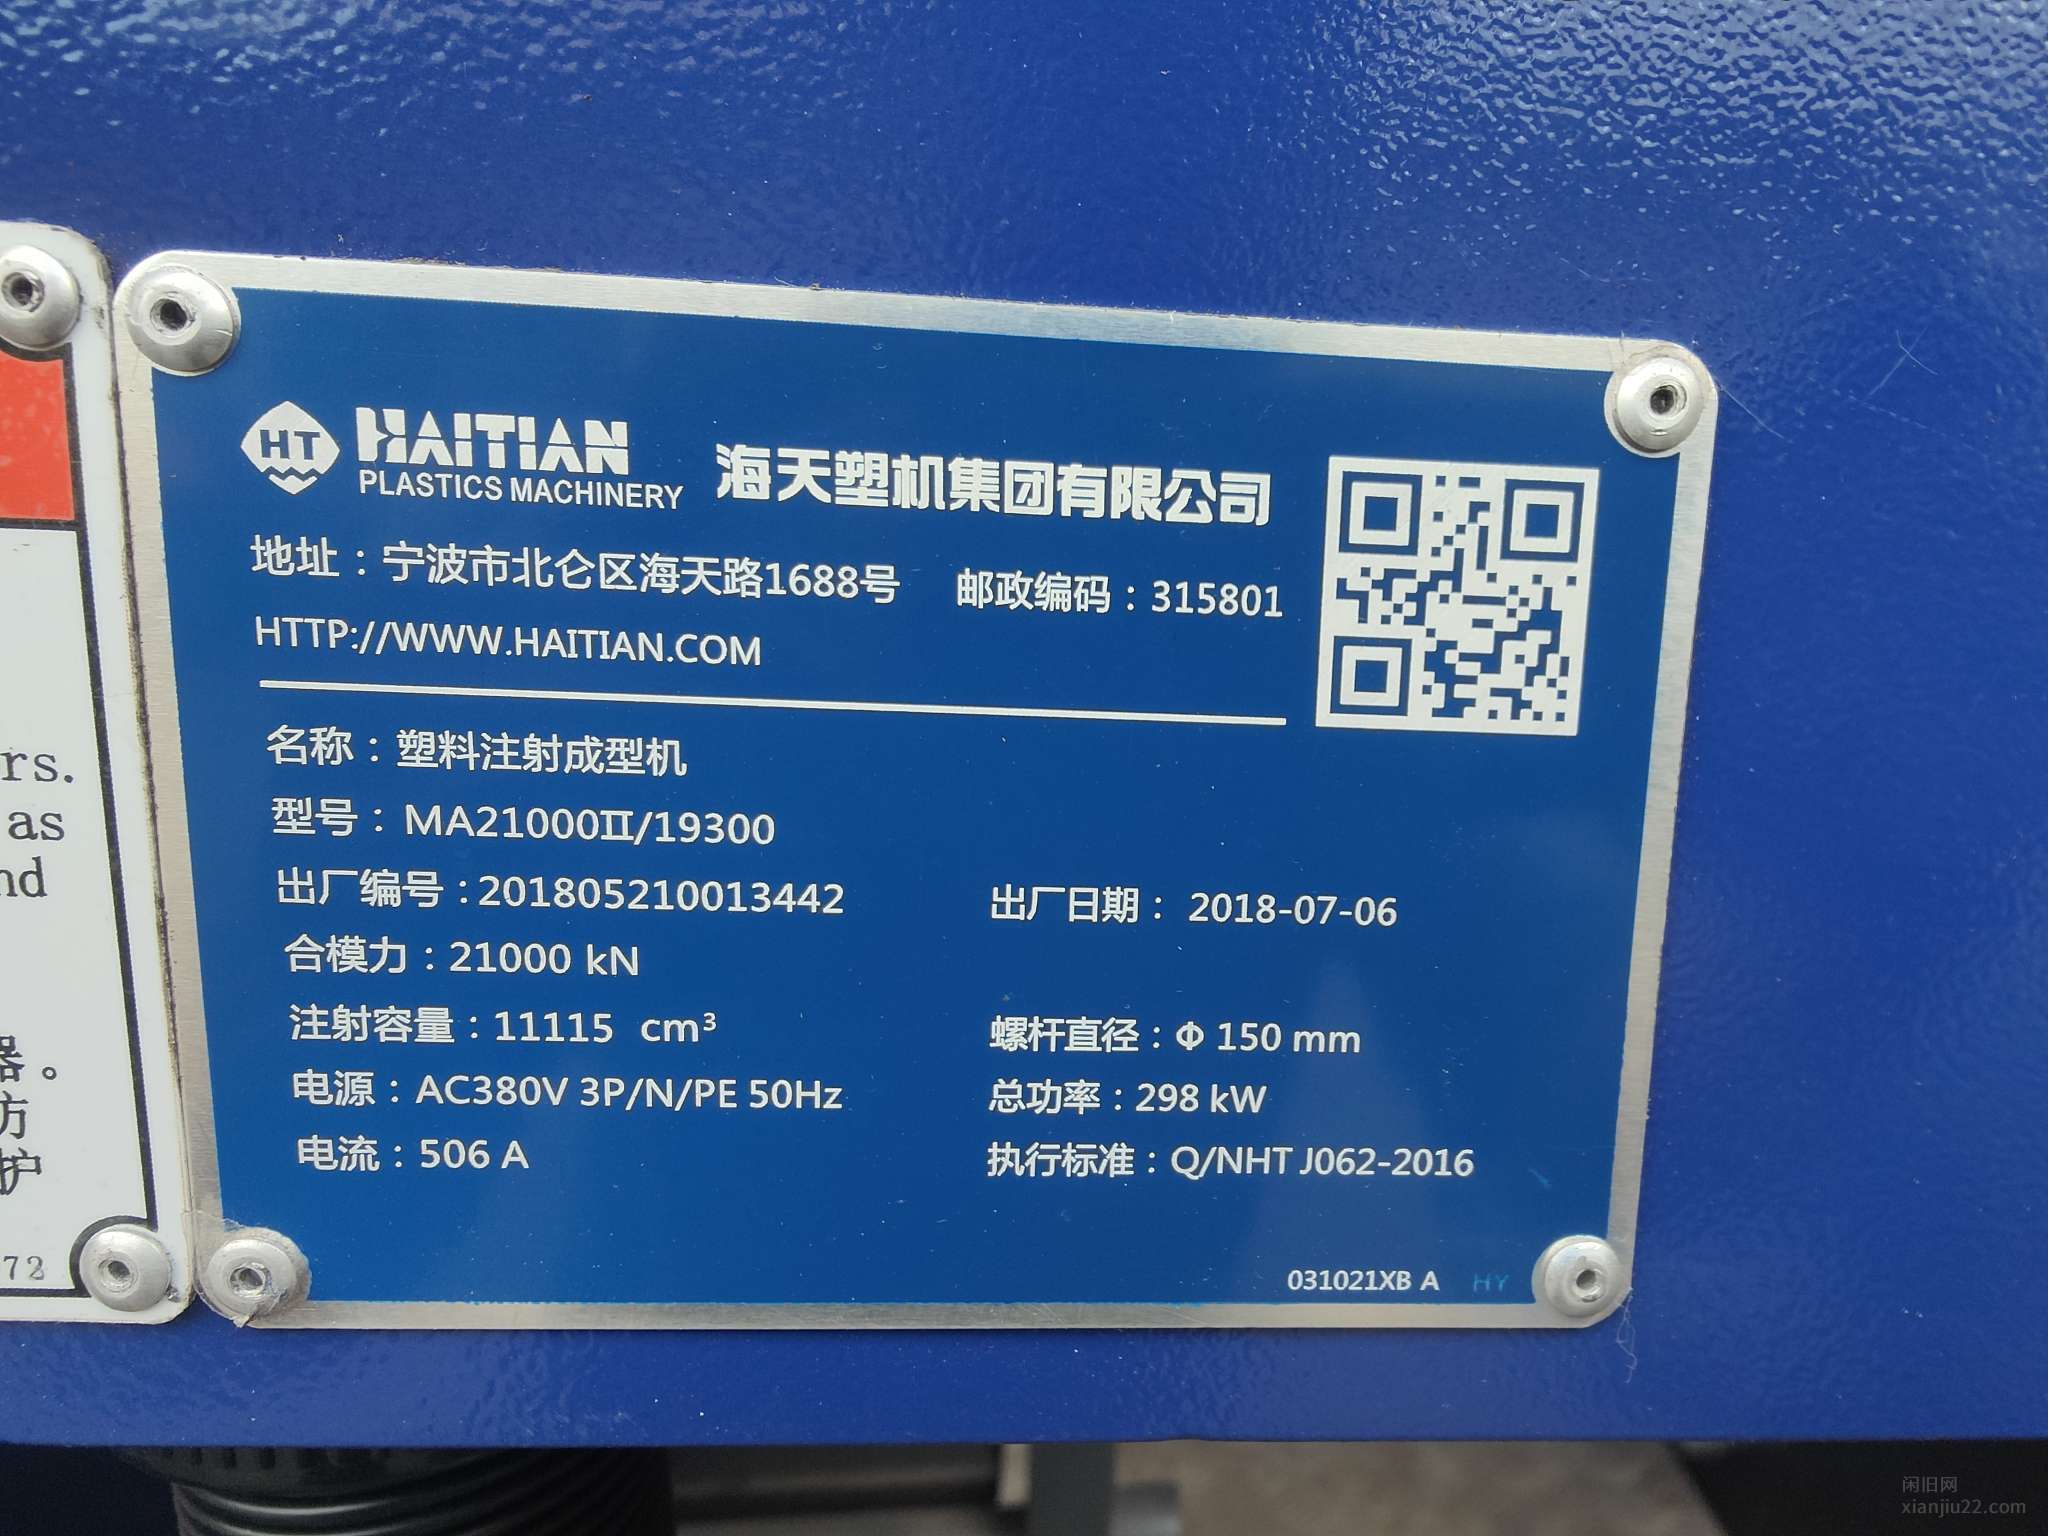 HT HAITIAN
PLASTICS MACHINERY
海天塑机集团有限公司
地址：宁波市北仑区海天路1688号 邮政编码：315801
HTTP://WWW.HAITIAN.COM
名称：塑料注射成型机
型号：MA21000II/19300
出厂编号：201805210013442 出厂日期：2018-07-06
合模力：21000 kN
注射容量：11115 cm³ 螺杆直径：Φ 150 mm
电源：AC380V 3P/N/PE 50Hz 总功率：298 kW
电流：506 A 执行标准：Q/NHT J062-2016
031021XB A HY
rs.
as
nd
器。
防
护
闲旧网
xianjiu22.com